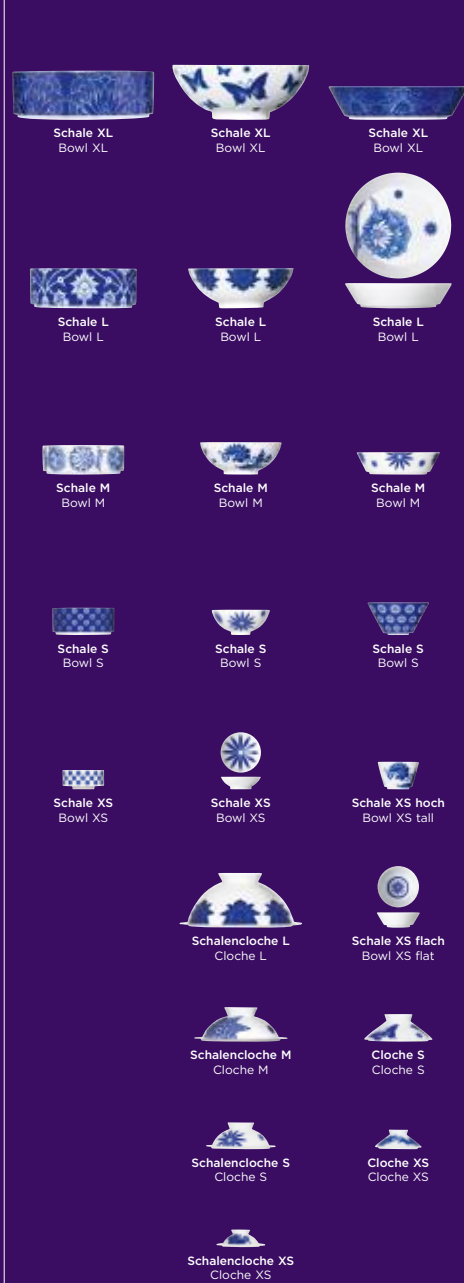 Schale XL
Bowl XL
Schale XL
Bowl XL
Schale XL
Bowl XL
Schale L
Bowl L
Schale L
Bowl L
Schale L
Bowl L
Schale M
Bowl M
Schale M
Bowl M
Schale M
Bowl M
Schale S
Bowl S
Schale S
Bowl S
Schale S
Bowl S
Schale XS
Bowl XS
Schale XS
Bowl XS
Schale XS hoch
Bowl XS tall
Schalencloche L
Cloche L
Schale XS flach
Bowl XS flat
Schalencloche M
Cloche M
Cloche S
Cloche S
Schalencloche S
Cloche S
Cloche XS
Cloche XS
Schalencloche XS
Cloche XS